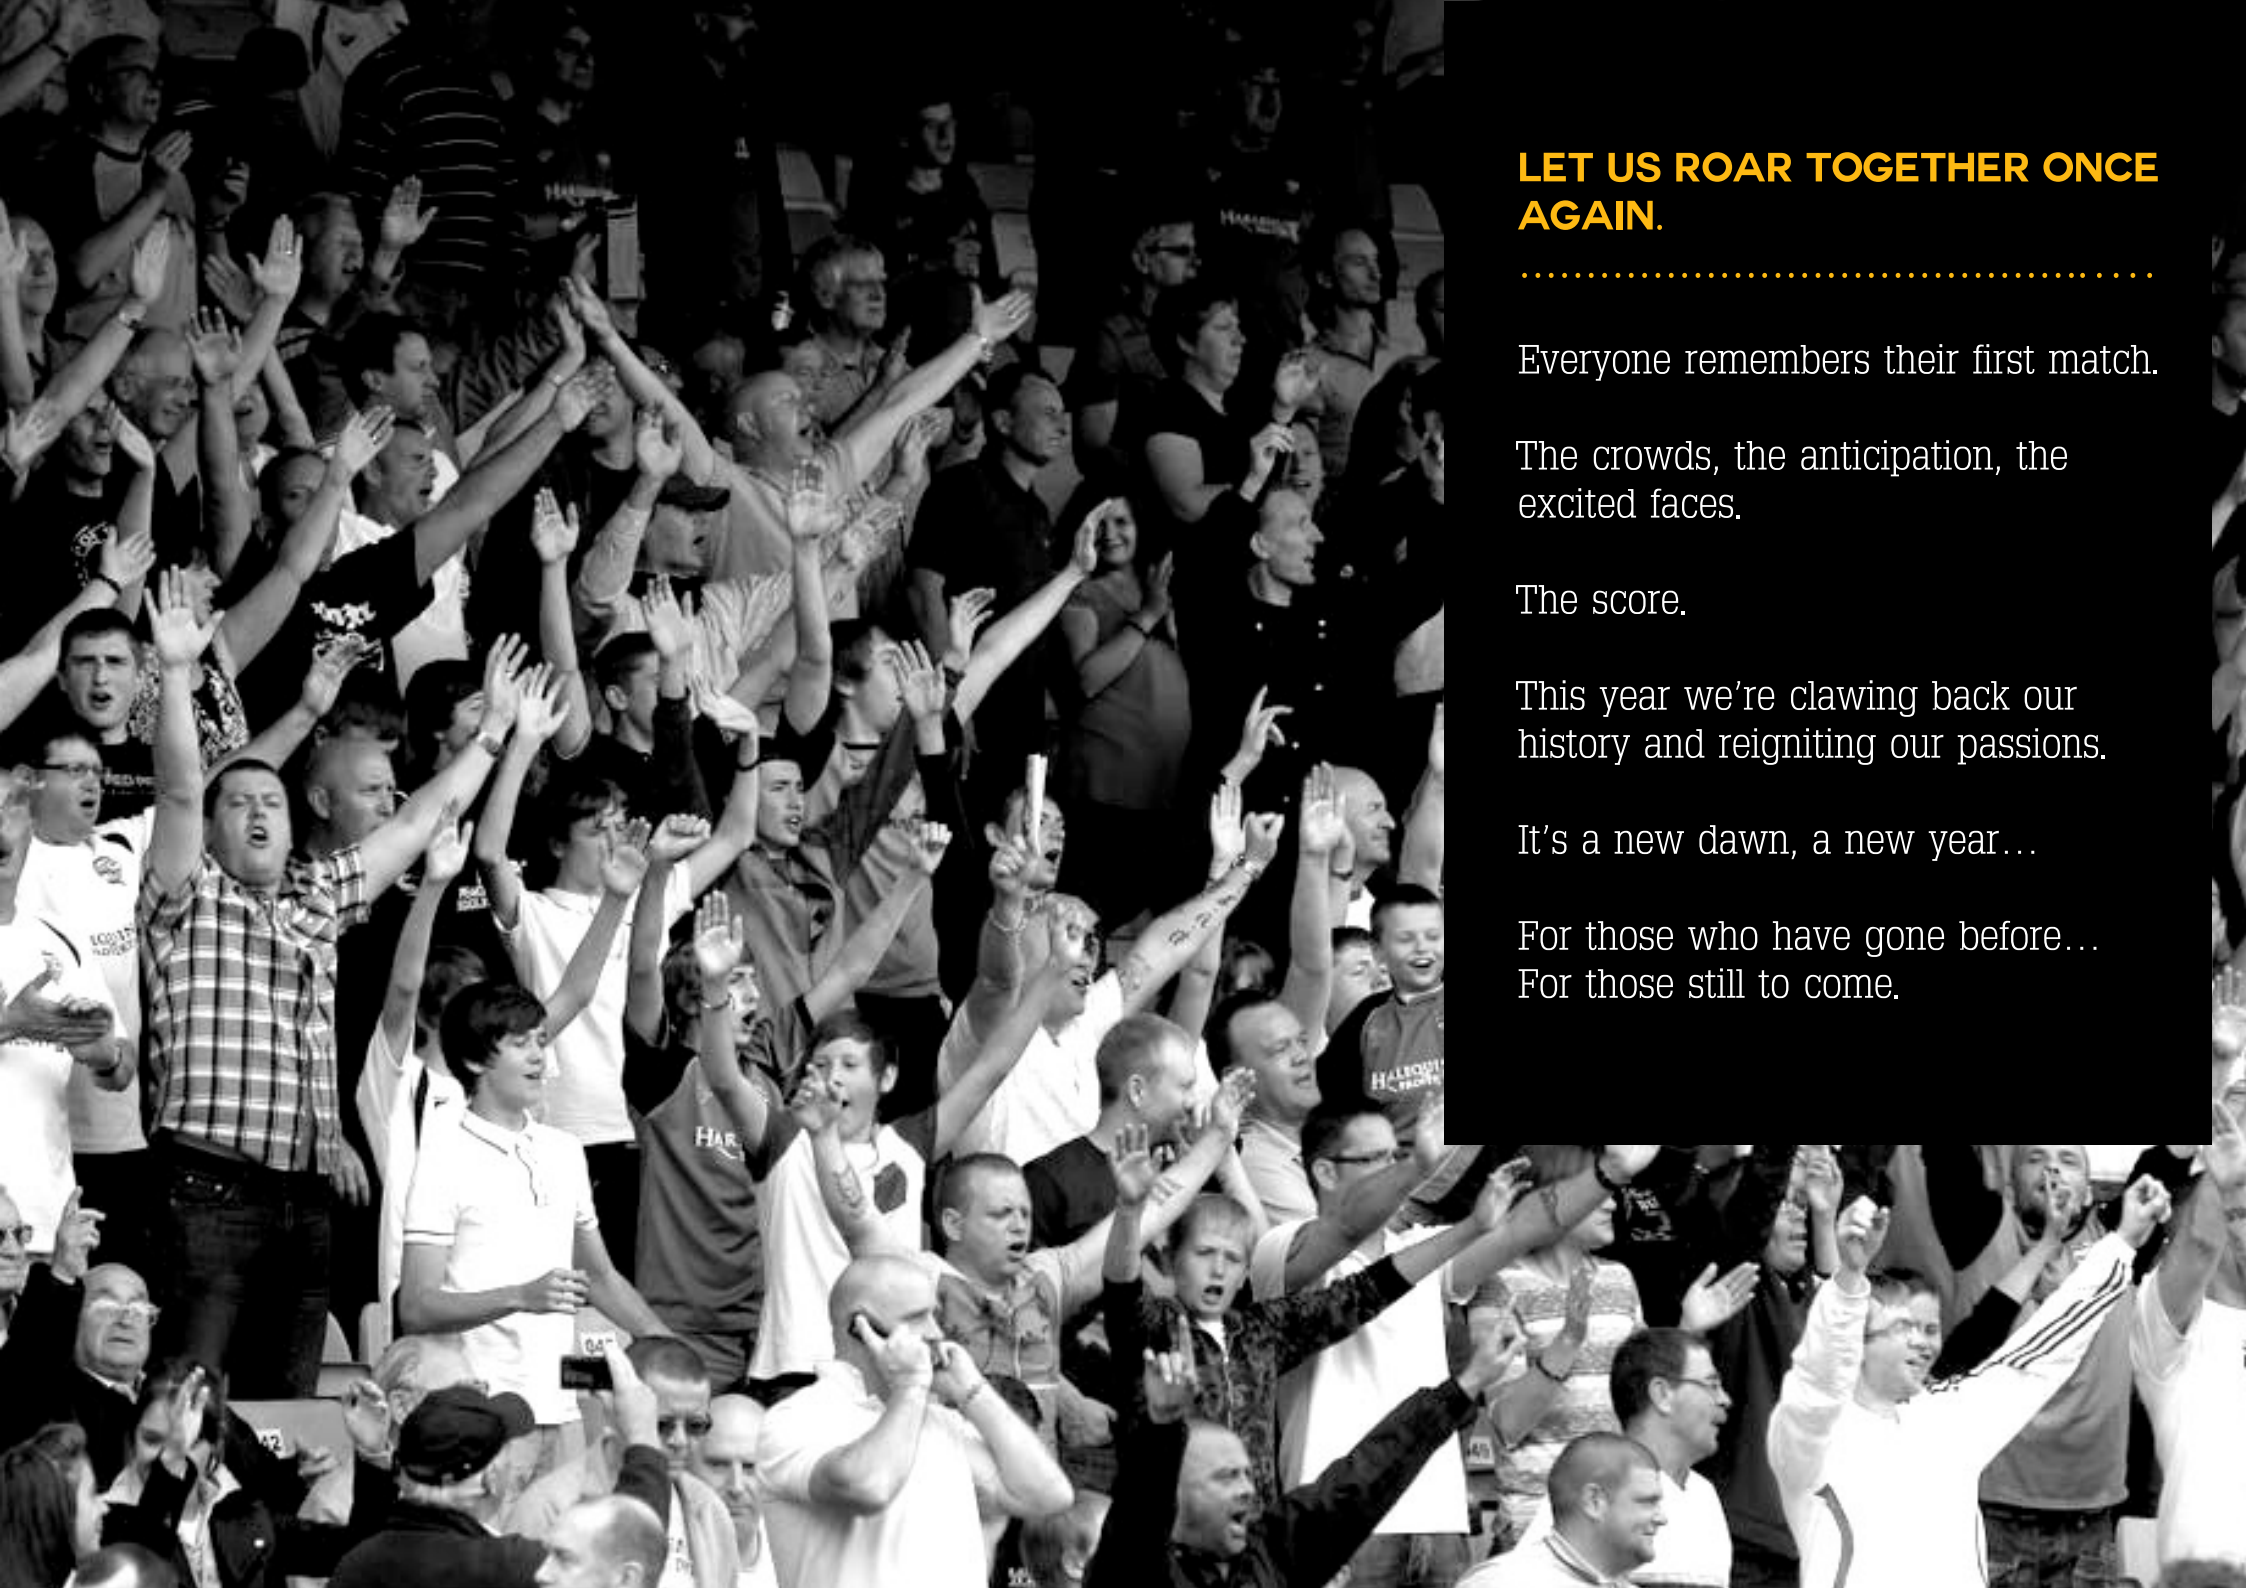 LET US ROAR TOGETHER ONCE
AGAIN.
Everyone remembers their first match.
The crowds, the anticipation, the
excited faces.
The score.
This year we’re clawing back our
history and reigniting our passions.
It’s a new dawn, a new year…
For those who have gone before…
For those still to come.
HAR